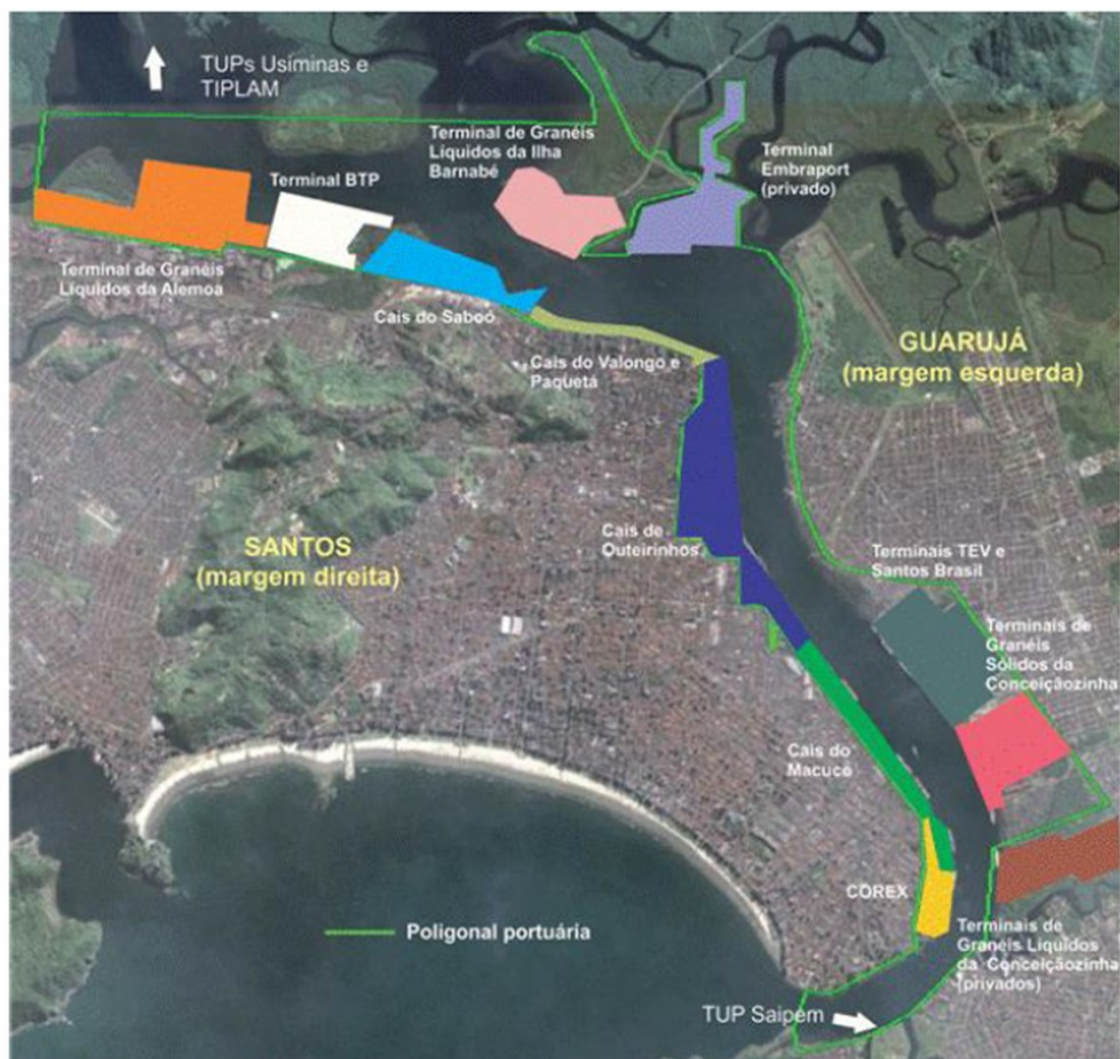 TUPs Usiminas e
TIPLAM
Terminal de Granéis
Líquidos da Ilha
Barnabé
Terminal
Embraport
(privado)
Terminal BTP
Terminal de Granéis
Líquidos da Alemoa
Cais do Saboó
Cais do Valongo e
Paquetá
GUARUJÁ
(margem esquerda)
SANTOS
(margem direita)
Cais de
Outeirinhos
Terminais TEV e
Santos Brasil
Terminais de
Granéis
Sólidos da
Conceiçãozinha
Cais do
Macuco
COREX
Terminais de
Granéis Líquidos
da Conceiçãozinha
(privados)
Poligonal portuária
TUP Saipem